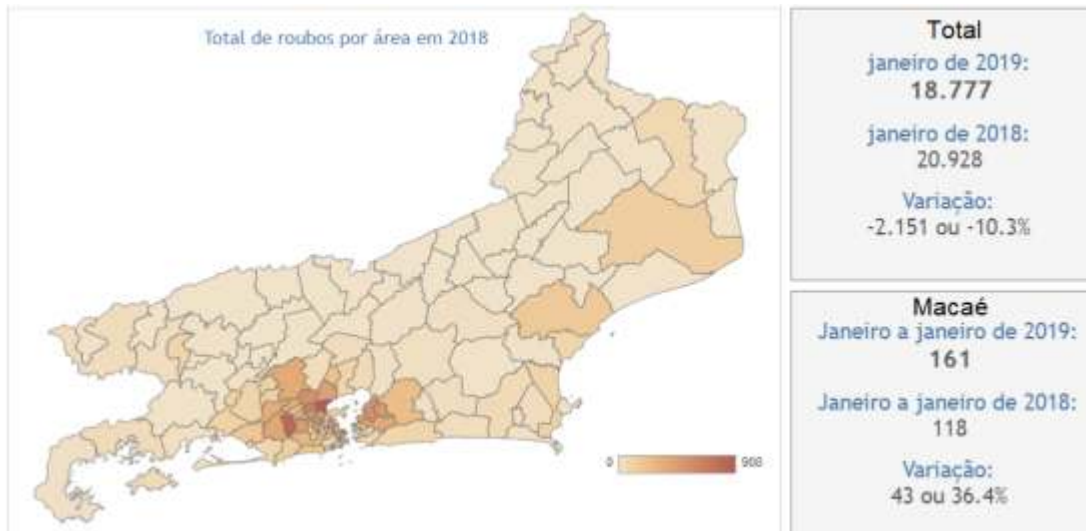 Total de roubos por área em 2018
0
908
Total
janeiro de 2019:
18.777
janeiro de 2018:
20.928
Variação:
-2.151 ou -10.3%
Macaé
Janeiro a janeiro de 2019:
161
Janeiro a janeiro de 2018:
118
Variação:
43 ou 36.4%